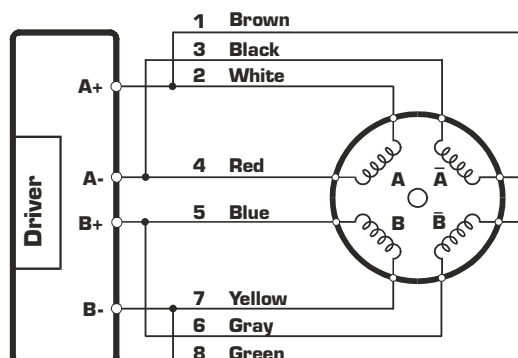 1 Brown
3 Black
2 White
A+
4 Red
A-
A
A̅
5 Blue
B+
B
B̅
Driver
7 Yellow
B-
6 Gray
8 Green